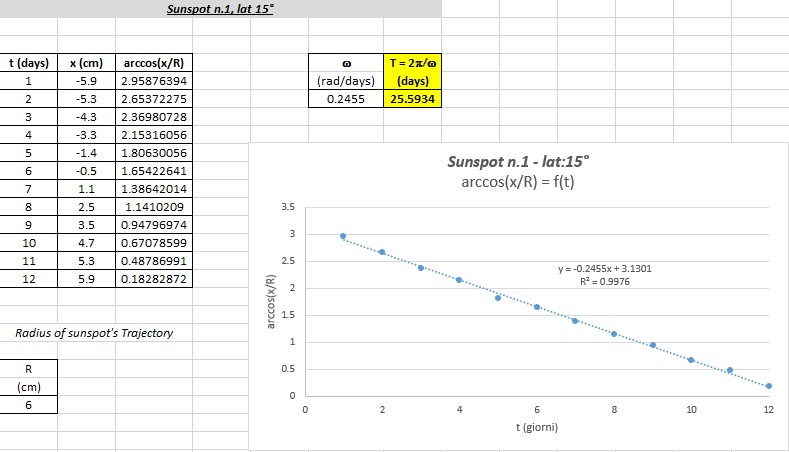 Sunspot n.1, lat 15°
t (days) x (cm) arccos(x/R)
1 -5.9 2.95876394
2 -5.3 2.65372275
3 -4.3 2.36980728
4 -3.3 2.15316056
5 -1.4 1.80630056
6 -0.5 1.65422641
7 1.1 1.38642014
8 2.5 1.1410209
9 3.5 0.94796974
10 4.7 0.67078599
11 5.3 0.48786991
12 5.9 0.18282872
ω T = 2π/ω
(rad/days) (days)
0.2455 25.5934
Radius of sunspot's Trajectory
R
(cm)
6
Sunspot n.1 - lat:15°
arccos(x/R) = f(t)
3.5
3
2.5
2
1.5
1
0.5
0
arccos(x/R)
y = -0.2455x + 3.1301
R² = 0.9976
0 2 4 6 8 10 12
t (giorni)